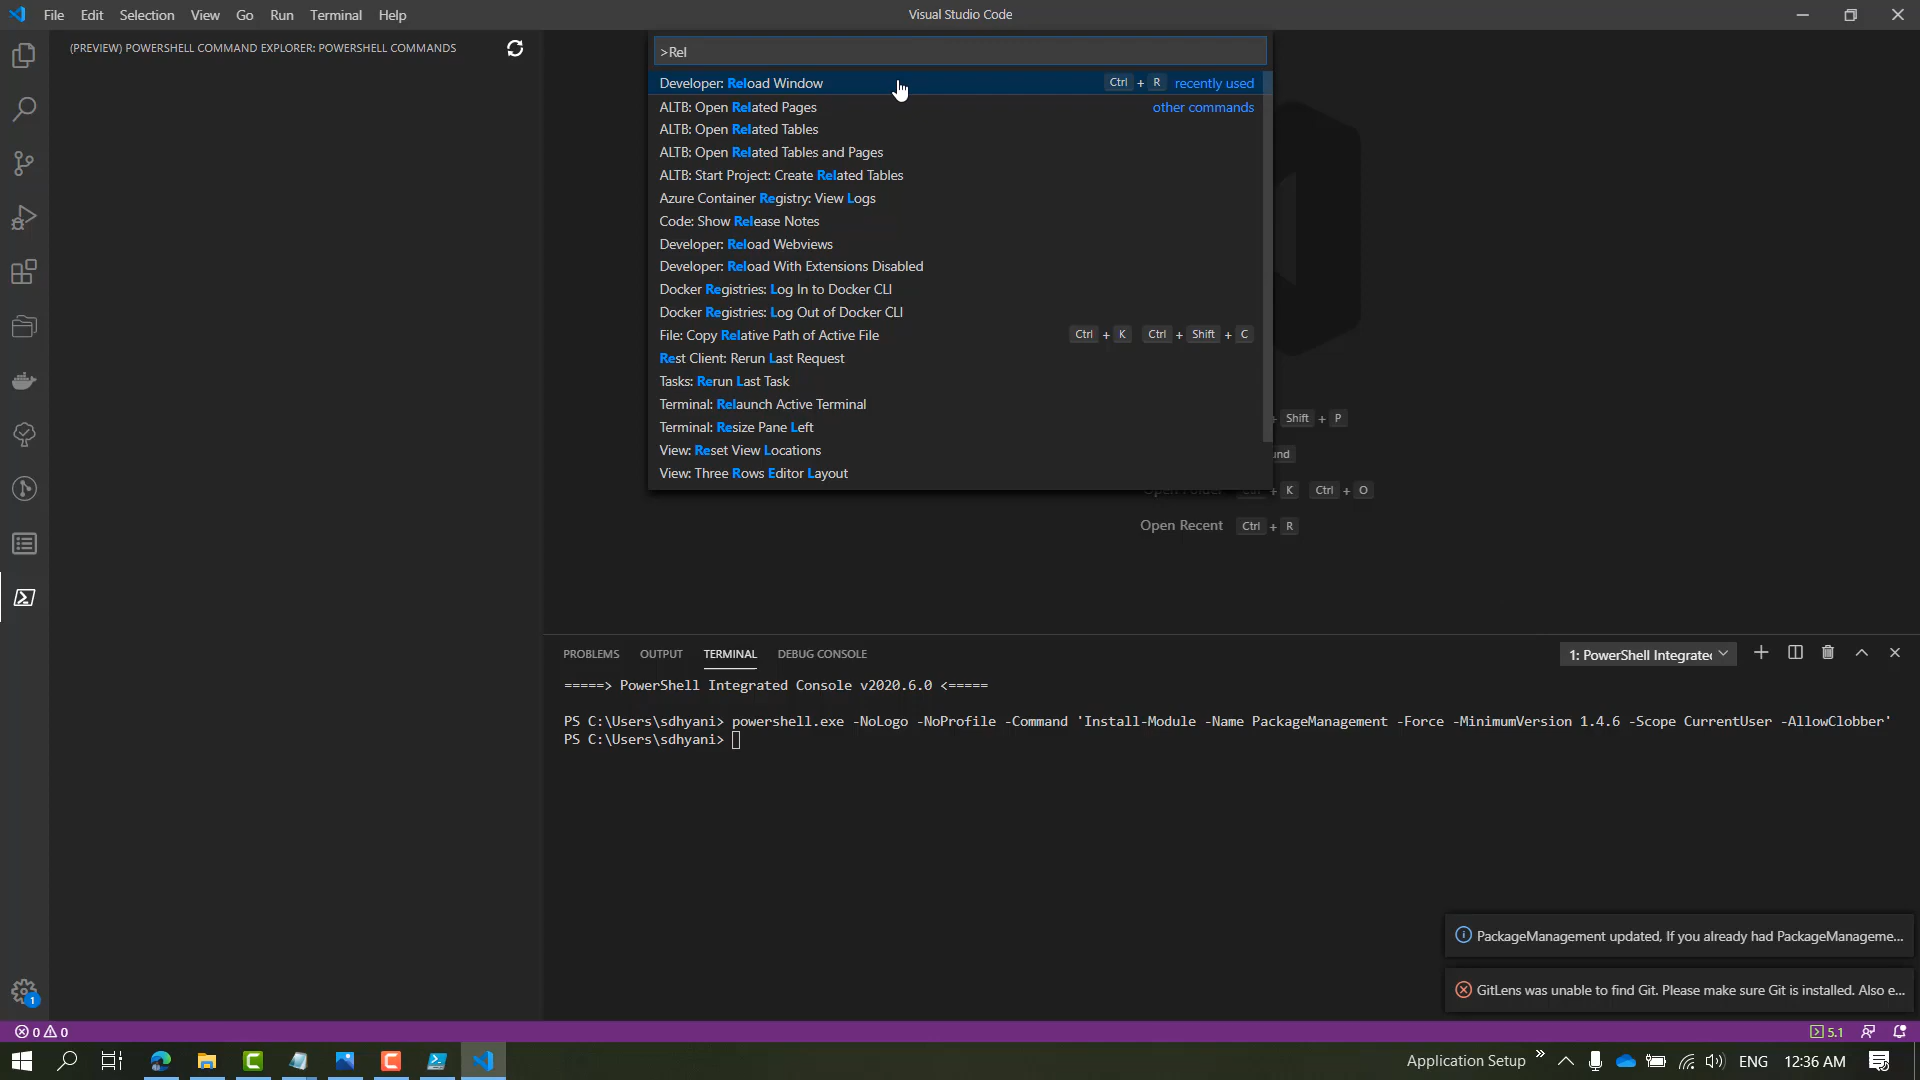 File Edit Selection View Go Run Terminal Help
Visual Studio Code
(PREVIEW) POWERSHELL COMMAND EXPLORER: POWERSHELL COMMANDS
>Rel
Developer: Reload Window Ctrl + R recently used
ALTB: Open Related Pages other commands
ALTB: Open Related Tables
ALTB: Open Related Tables and Pages
ALTB: Start Project: Create Related Tables
Azure Container Registry: View Logs
Code: Show Release Notes
Developer: Reload Webviews
Developer: Reload With Extensions Disabled
Docker Registries: Log In to Docker CLI
Docker Registries: Log Out of Docker CLI
File: Copy Relative Path of Active File Ctrl + K Ctrl + Shift + C
Rest Client: Rerun Last Request
Tasks: Rerun Last Task
Terminal: Relaunch Active Terminal
Terminal: Resize Pane Left
View: Reset View Locations
View: Three Rows Editor Layout
+ Shift + P
und
Open Folder Ctrl + K Ctrl + O
Open Recent Ctrl + R
PROBLEMS OUTPUT TERMINAL DEBUG CONSOLE
1: PowerShell Integrated
=====> PowerShell Integrated Console v2020.6.0 <=====
PS C:\Users\sdhyani> powershell.exe -NoLogo -NoProfile -Command 'Install-Module -Name PackageManagement -Force -MinimumVersion 1.4.6 -Scope CurrentUser -AllowClobber'
PS C:\Users\sdhyani>
PackageManagement updated, If you already had PackageManageme...
GitLens was unable to find Git. Please make sure Git is installed. Also e...
1
0 0
5.1
Application Setup » ENG 12:36 AM